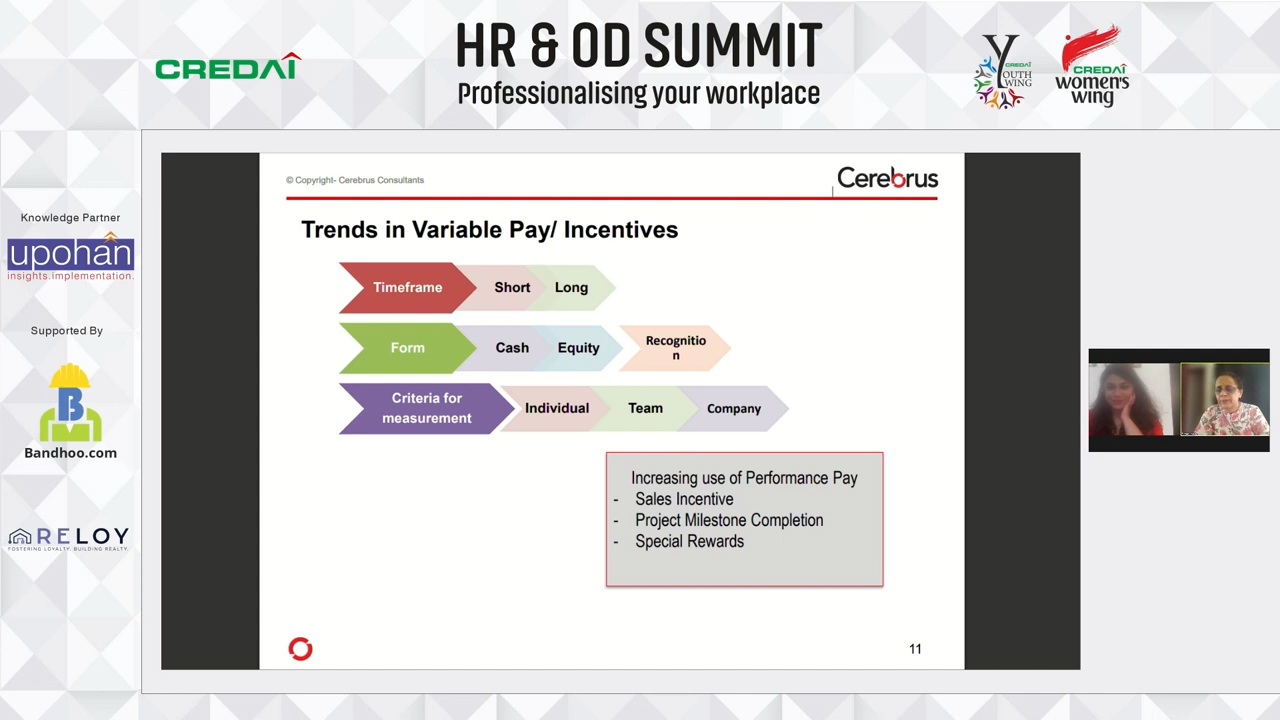 CREDAI
HR & OD SUMMIT
Professionalising your workplace
CREDAI
YOUTH
WING
CREDAI
women's
wing
Knowledge Partner
upohan
insights.implementation.
Supported By
B
Bandhoo.com
RELOY
FOSTERING LOYALTY. BUILDING REALTY.
© Copyright- Cerebrus Consultants
Cerebrus
Trends in Variable Pay/ Incentives
Timeframe Short Long
Form Cash Equity Recognitio
n
Criteria for
measurement Individual Team Company
Increasing use of Performance Pay
- Sales Incentive
- Project Milestone Completion
- Special Rewards
11